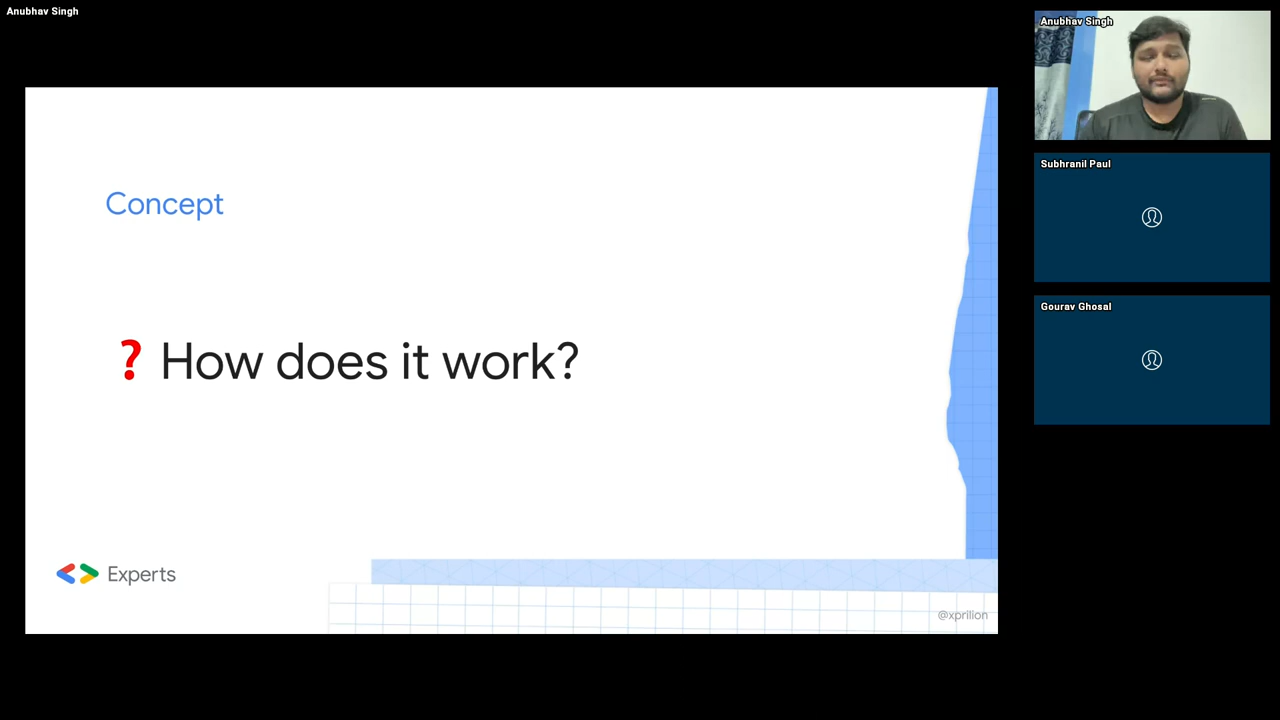 Anubhav Singh
Anubhav Singh
Subhranil Paul
Gourav Ghosal
Concept
❓ How does it work?
Experts
@xprilion